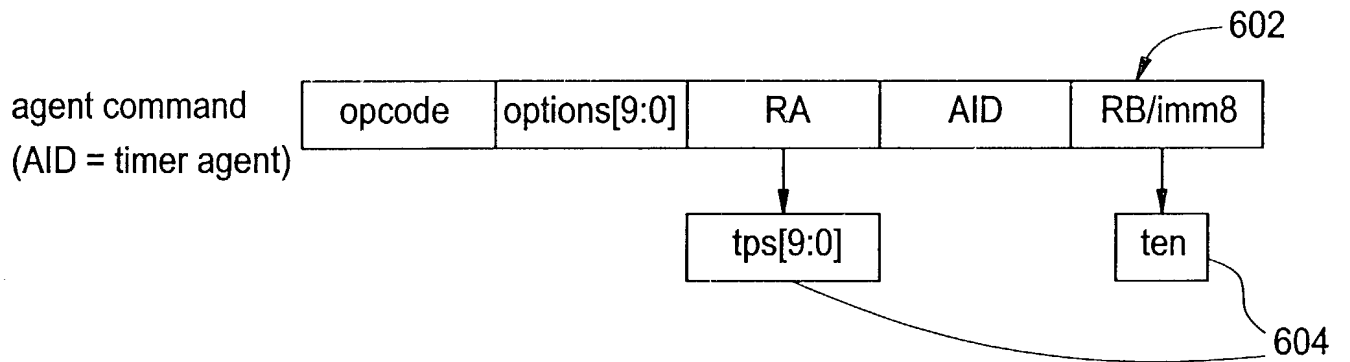 602
agent command
(AID = timer agent)
opcode
options[9:0]
RA
AID
RB/imm8
tps[9:0]
ten
604